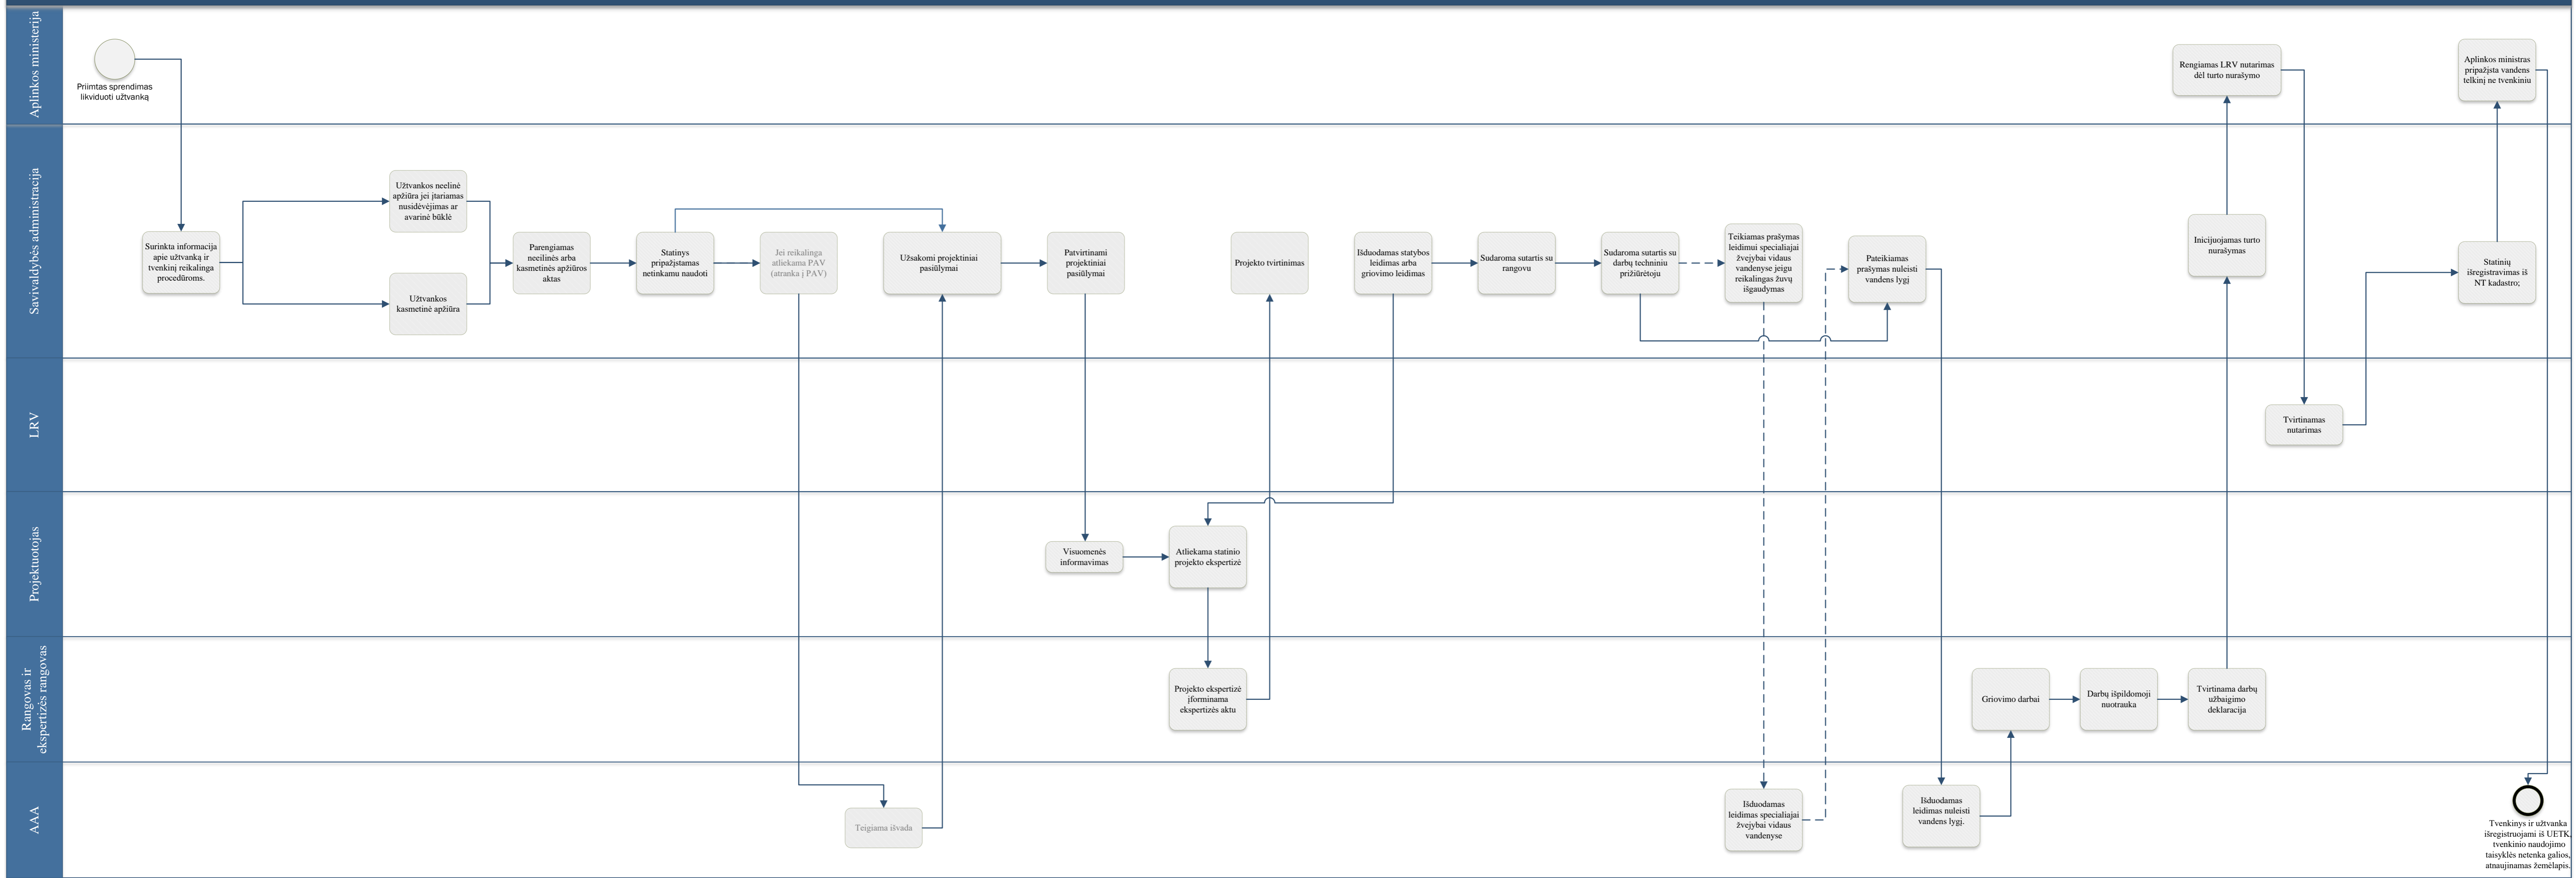 Aplinkos ministerija
Priimtas sprendimas
likviduoti užtvanką
Rengiamas LRV nutarimas
dėl turto nurašymo
Aplinkos ministras
pripažįsta vandens
telkinį ne tvenkiniu
Savivaldybės administracija
Surinkta informacija
apie užtvanką ir
tvenkinį reikalinga
procedūroms.
Užtvankos neelinė
apžiūra jei įtariamas
nusidėvėjimas ar
avarinė būklė
Užtvankos
kasmetinė apžiūra
Parengiamas
neeilinės arba
kasmetinės apžiūros
aktas
Statinys
pripažįstamas
netinkamu naudoti
Jei reikalinga
atliekama PAV
(atranka į PAV)
Užsakomi projektiniai
pasiūlymai
Patvirtinami
projektiniai
pasiūlymai
Projekto tvirtinimas
Išduodamas statybos
leidimas arba
griovimo leidimas
Sudaroma sutartis su
rangovu
Sudaroma sutartis su
darbų techniniu
prižiūrėtoju
Teikiamas prašymas
leidimui specialiajai
žvejybai vidaus
vandenyse jeigu
reikalingas žuvų
išgaudymas
Pateikiamas
prašymas nuleisti
vandens lygį
Inicijuojamas turto
nurašymas
Statinių
išregistravimas iš
NT kadastro;
LRV
Tvirtinamas
nutarimas
Projektuotojas
Visuomenės
informavimas
Atliekama statinio
projekto ekspertizė
Rangovas ir
ekspertizės rangovas
Projekto ekspertizė
įforminama
ekspertizės aktu
Griovimo darbai
Darbų išpildomoji
nuotrauka
Tvirtinama darbų
užbaigimo
deklaracija
AAA
Teigiama išvada
Išduodamas
leidimas specialiajai
žvejybai vidaus
vandenyse
Išduodamas
leidimas nuleisti
vandens lygį.
Tvenkinys ir užtvanka
išregistruojami iš UETK,
tvenkinio naudojimo
taisyklės netenka galios,
atnaujinamas žemėlapis.